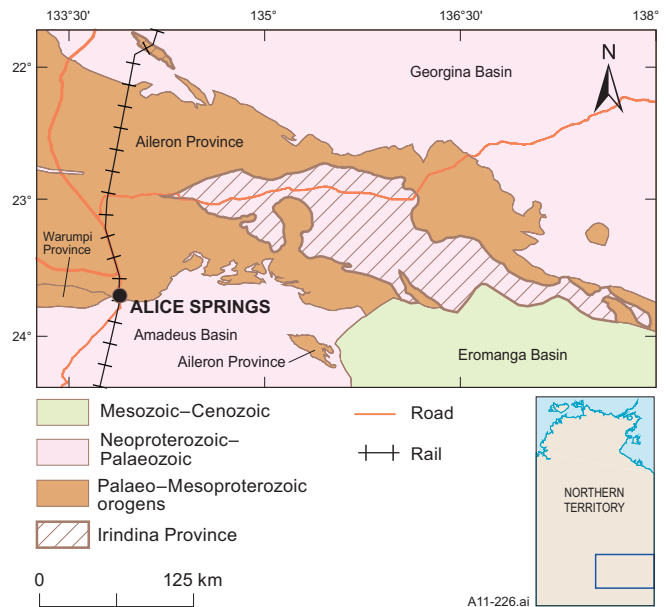 133°30'
135°
136°30'
138°
22°
Georgina Basin
N
Aileron Province
23°
Warumpi
Province
ALICE SPRINGS
24°
Amadeus Basin
Aileron Province
Eromanga Basin
Mesozoic–Cenozoic
Road
Neoproterozoic–
Palaeozoic
Rail
Palaeo–Mesoproterozoic
orogens
NORTHERN
TERRITORY
Irindina Province
0
125 km
A11-226.ai